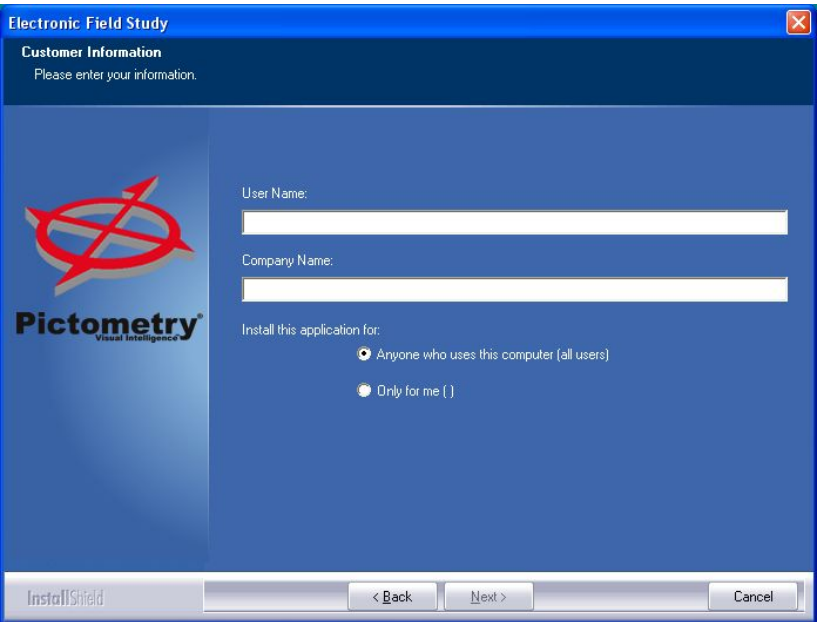 Electronic Field Study
Customer Information
Please enter your information.
User Name:
Company Name:
Pictometry®
Visual Intelligence™
Install this application for:
Anyone who uses this computer (all users)
Only for me ( )
InstallShield
< Back
Next >
Cancel